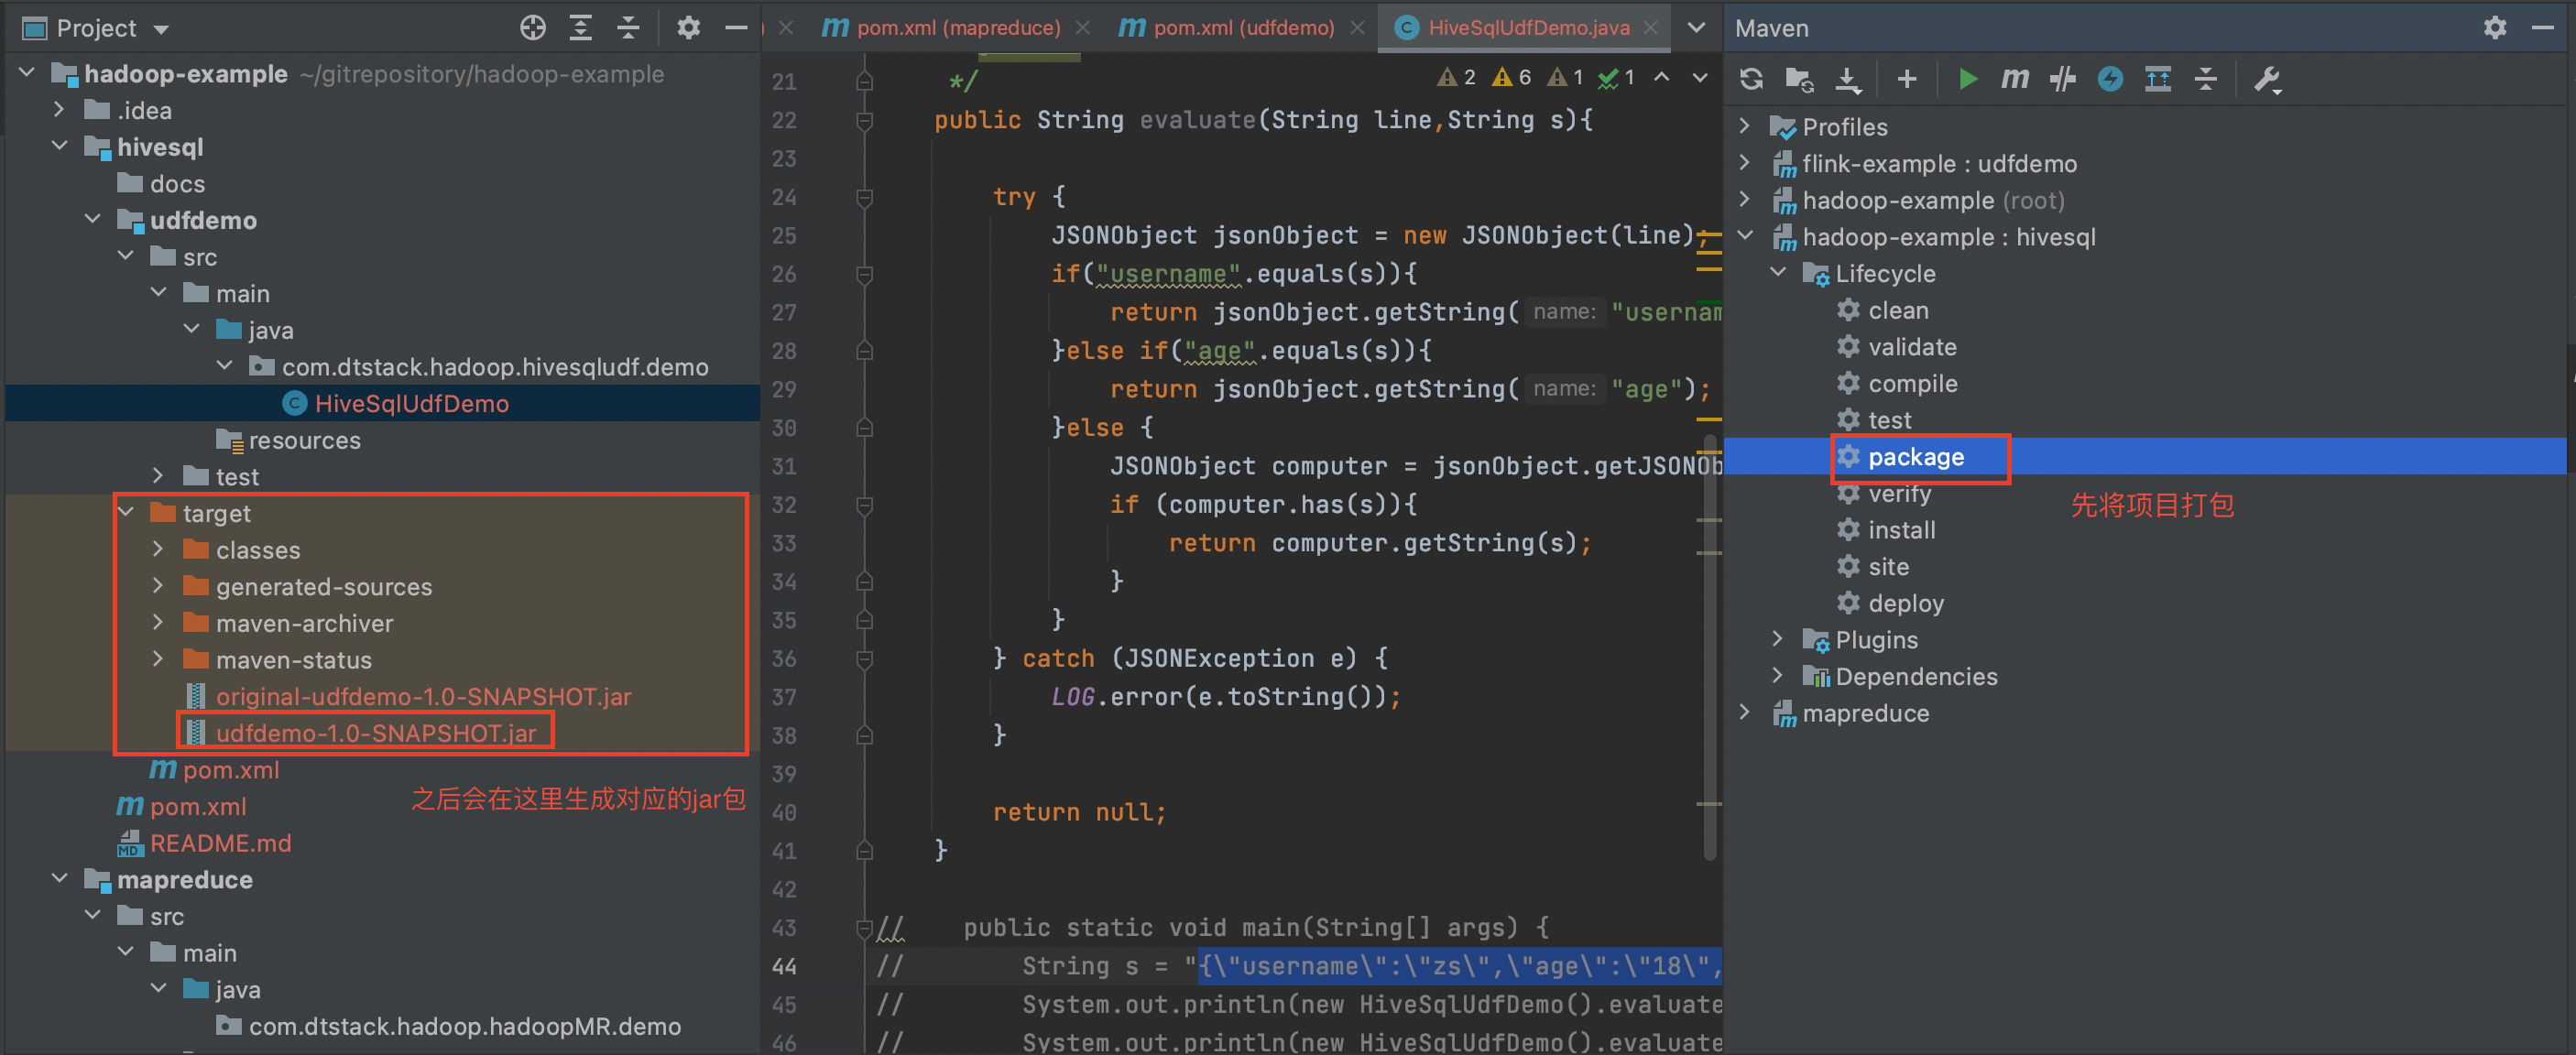 Project
hadoop-example ~/gitrepository/hadoop-example
.idea
hivesql
docs
udfdemo
src
main
java
com.dtstack.hadoop.hivesqludf.demo
HiveSqlUdfDemo
resources
test
target
classes
generated-sources
maven-archiver
maven-status
original-udfdemo-1.0-SNAPSHOT.jar
udfdemo-1.0-SNAPSHOT.jar
pom.xml
之后会在这里生成对应的jar包
pom.xml
README.md
mapreduce
src
main
java
com.dtstack.hadoop.hadoopMR.demo
pom.xml (mapreduce)
pom.xml (udfdemo)
HiveSqlUdfDemo.java
2 6 1 1
21 */
22 public String evaluate(String line,String s){
23
24 try {
25 JSONObject jsonObject = new JSONObject(line);
26 if("username".equals(s)){
27 return jsonObject.getString( name: "usernam
28 }else if("age".equals(s)){
29 return jsonObject.getString( name: "age");
30 }else {
31 JSONObject computer = jsonObject.getJSONOb
32 if (computer.has(s)){
33 return computer.getString(s);
34 }
35 }
36 } catch (JSONException e) {
37 LOG.error(e.toString());
38 }
39
40 return null;
41 }
42
43 // public static void main(String[] args) {
44 // String s = "{\"username\":\"zs\",\"age\":\"18\",
45 // System.out.println(new HiveSqlUdfDemo().evaluate
46 // System.out.println(new HiveSqlUdfDemo().evaluate
Maven
Profiles
flink-example : udfdemo
hadoop-example (root)
hadoop-example : hivesql
Lifecycle
clean
validate
compile
test
package
verify
先将项目打包
install
site
deploy
Plugins
Dependencies
mapreduce